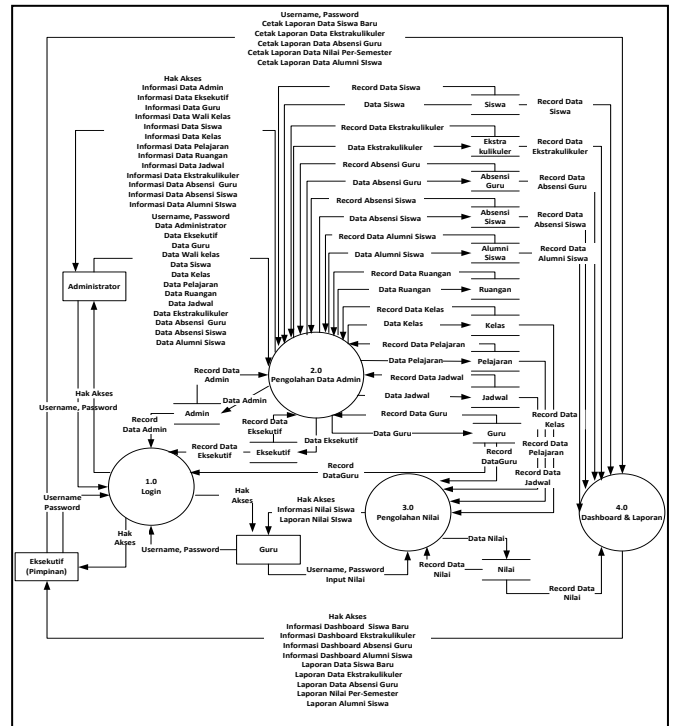 Username, Password
Cetak Laporan Data Siswa Baru
Cetak Laporan Data Ekstrakulikuler
Cetak Laporan Data Absensi Guru
Cetak Laporan Data Nilai Per-Semester
Cetak Laporan Data Alumni SIswa
Hak Akses
Informasi Data Admin
Informasi Data Eksekutif
Informasi Data Guru
Informasi Data Wali Kelas
Informasi Data Siswa
Informasi Data Kelas
Informasi Data Pelajaran
Informasi Data Ruangan
Informasi Data Jadwal
Informasi Data Ekstrakulikuler
Informasi Data Absensi Guru
Informasi Data Absensi Siswa
Informasi Data Alumni SIswa
Username, Password
Data Administrator
Data Eksekutif
Data Guru
Data Wali kelas
Data Siswa
Data Kelas
Data Pelajaran
Data Ruangan
Data Jadwal
Data Ekstrakulikuler
Data Absensi Guru
Data Absensi Siswa
Data Alumni Siswa
Administrator
Record Data Siswa
Data Siswa
Siswa
Record Data
Siswa
Record Data Ekstrakulikuler
Data Ekstrakulikuler
Ekstra
kulikuler
Record Data
Ekstrakulikuler
Record Absensi Guru
Data Absensi Guru
Absensi
Guru
Record Data
Absensi Guru
Record Absensi Siswa
Data Absensi Siswa
Absensi
Siswa
Record Data
Absensi Siswa
Record Data Alumni Siswa
Data Alumni Siswa
Alumni
Siswa
Record Data
Alumni Siswa
Record Data Ruangan
Data Ruangan
Ruangan
Record Data Kelas
Data Kelas
Kelas
Record Data Pelajaran
Data Pelajaran
Pelajaran
Record Data Jadwal
Data Jadwal
Jadwal
Record Data Guru
Data Guru
Guru
2.0
Pengolahan Data Admin
Record Data
Admin
Data Admin
Admin
Record
Data Admin
Record Data
Eksekutif
Data Eksekutif
Eksekutif
Record Data
Eksekutif
Hak Akses
Username, Password
Record
DataGuru
Record
DataGuru
Record Data
Kelas
Record Data
Pelajaran
Record Data
Jadwal
1.0
Login
Username
Password
Hak
Akses
Eksekutif
(Pimpinan)
Hak
Akses
Username, Password
Guru
Hak Akses
Informasi Nilai Siswa
Laporan Nilai SIswa
Username, Password
Input Nilai
3.0
Pengolahan Nilai
Data Nilai
Record Data
Nilai
Nilai
Record Data
Nilai
4.0
Dashboard & Laporan
Hak Akses
Informasi Dashboard Siswa Baru
Informasi Dashboard Ekstrakulikuler
Informasi Dashboard Absensi Guru
Informasi Dashboard Alumni Siswa
Laporan Data Siswa Baru
Laporan Data Ekstrakulikuler
Laporan Data Absensi Guru
Laporan Nilai Per-Semester
Laporan Alumni Siswa